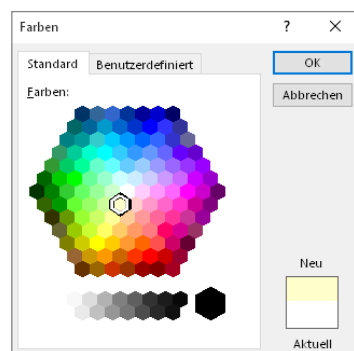 Farben ? ×
Standard Benutzerdefiniert
Farben:
OK
Abbrechen
Neu
Aktuell